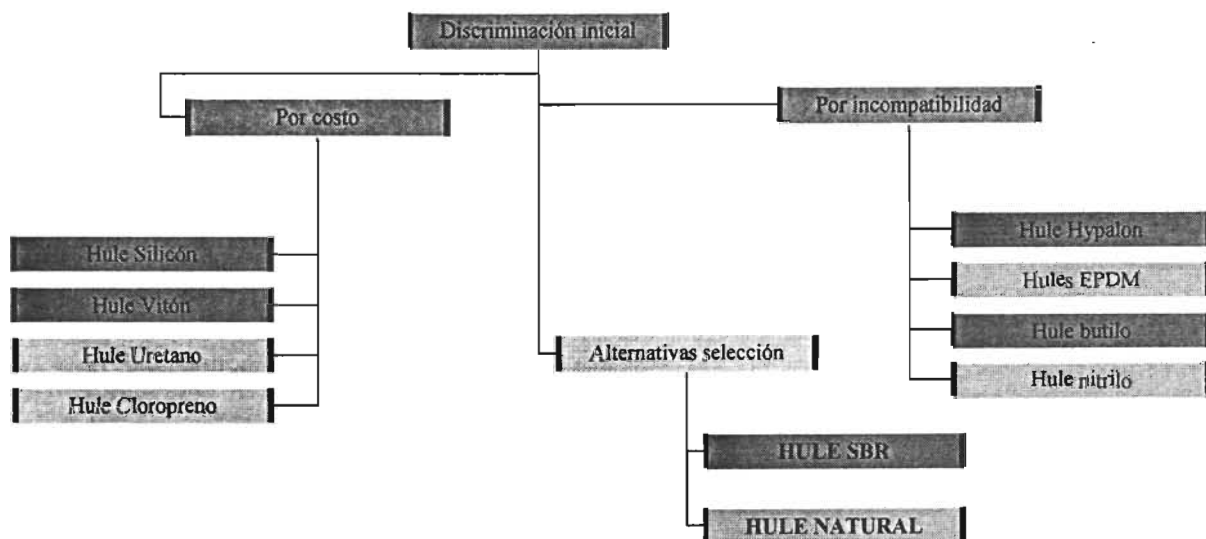 Discriminación inicial
Por costo
Por incompatibilidad
Hule Silicón
Hule Vitón
Hule Uretano
Hule Cloropreno
Hule Hypalon
Hules EPDM
Hule butilo
Hule nitrilo
Alternativas selección
HULE SBR
HULE NATURAL